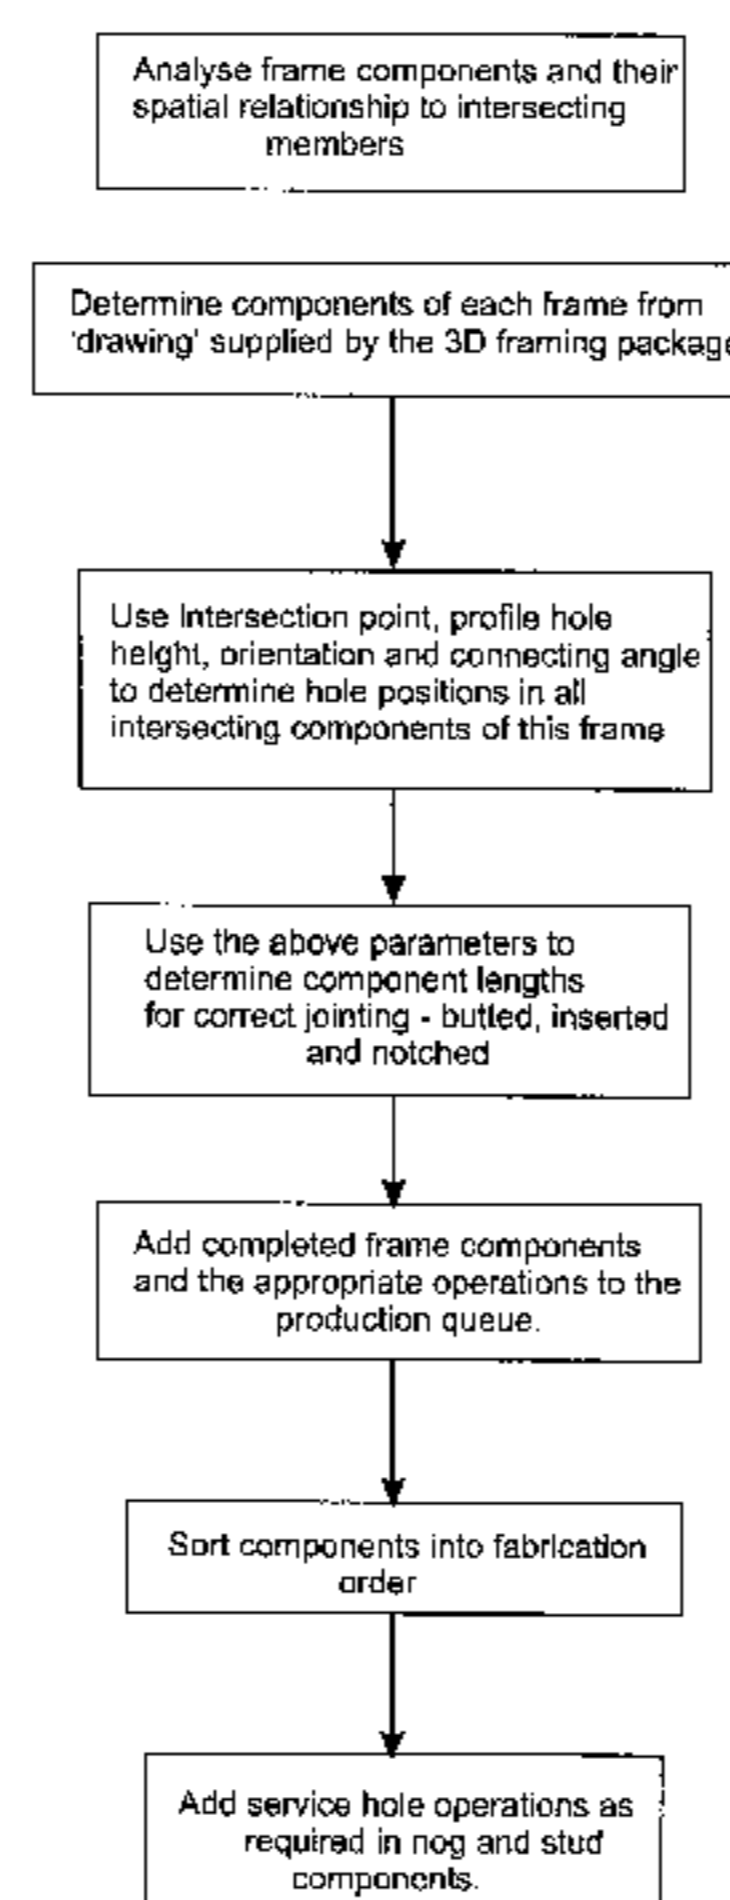 Analyse frame components and their
spatial relationship to intersecting
members
Determine components of each frame from
'drawing' supplied by the 3D framing package
Use Intersection point, profile hole
height, orientation and connecting angle
to determine hole positions in all
intersecting components of this frame
Use the above parameters to
determine component lengths
for correct jointing - butled, inserted
and notched
Add completed frame components
and the appropriate operations to the
production queue.
Sort components into fabrication
order
Add service hole operations as
required in nog and stud
components.